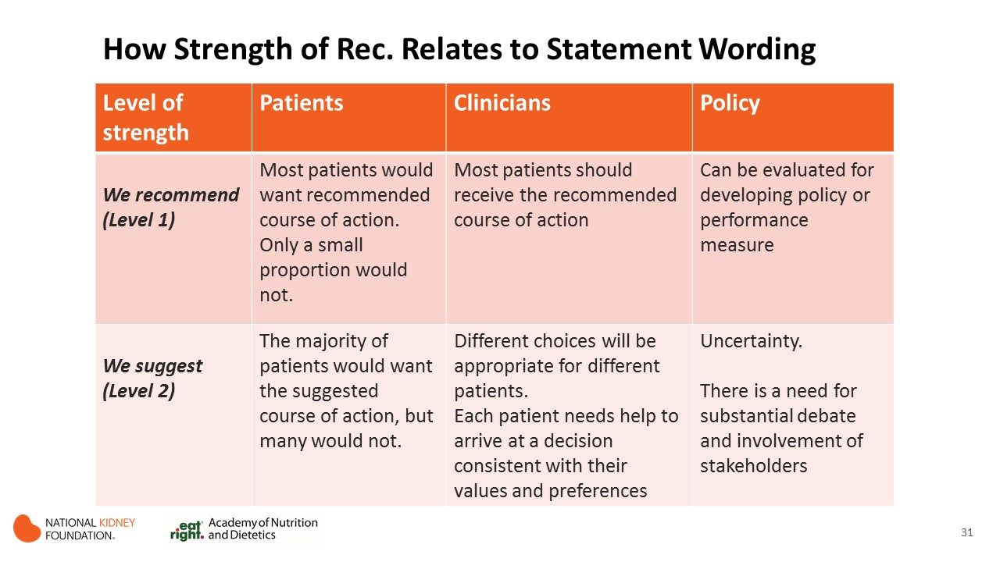 How Strength of Rec. Relates to Statement Wording
Level of
strength
Patients
Clinicians
Policy
We recommend
(Level 1)
Most patients would
want recommended
course of action.
Only a small
proportion would
not.
Most patients should
receive the recommended
course of action
Can be evaluated for
developing policy or
performance
measure
We suggest
(Level 2)
The majority of
patients would want
the suggested
course of action, but
many would not.
Different choices will be
appropriate for different
patients.
Each patient needs help to
arrive at a decision
consistent with their
values and preferences
Uncertainty.
There is a need for
substantial debate
and involvement of
stakeholders
NATIONAL KIDNEY
FOUNDATION®
eat
right.
Academy of Nutrition
and Dietetics
31